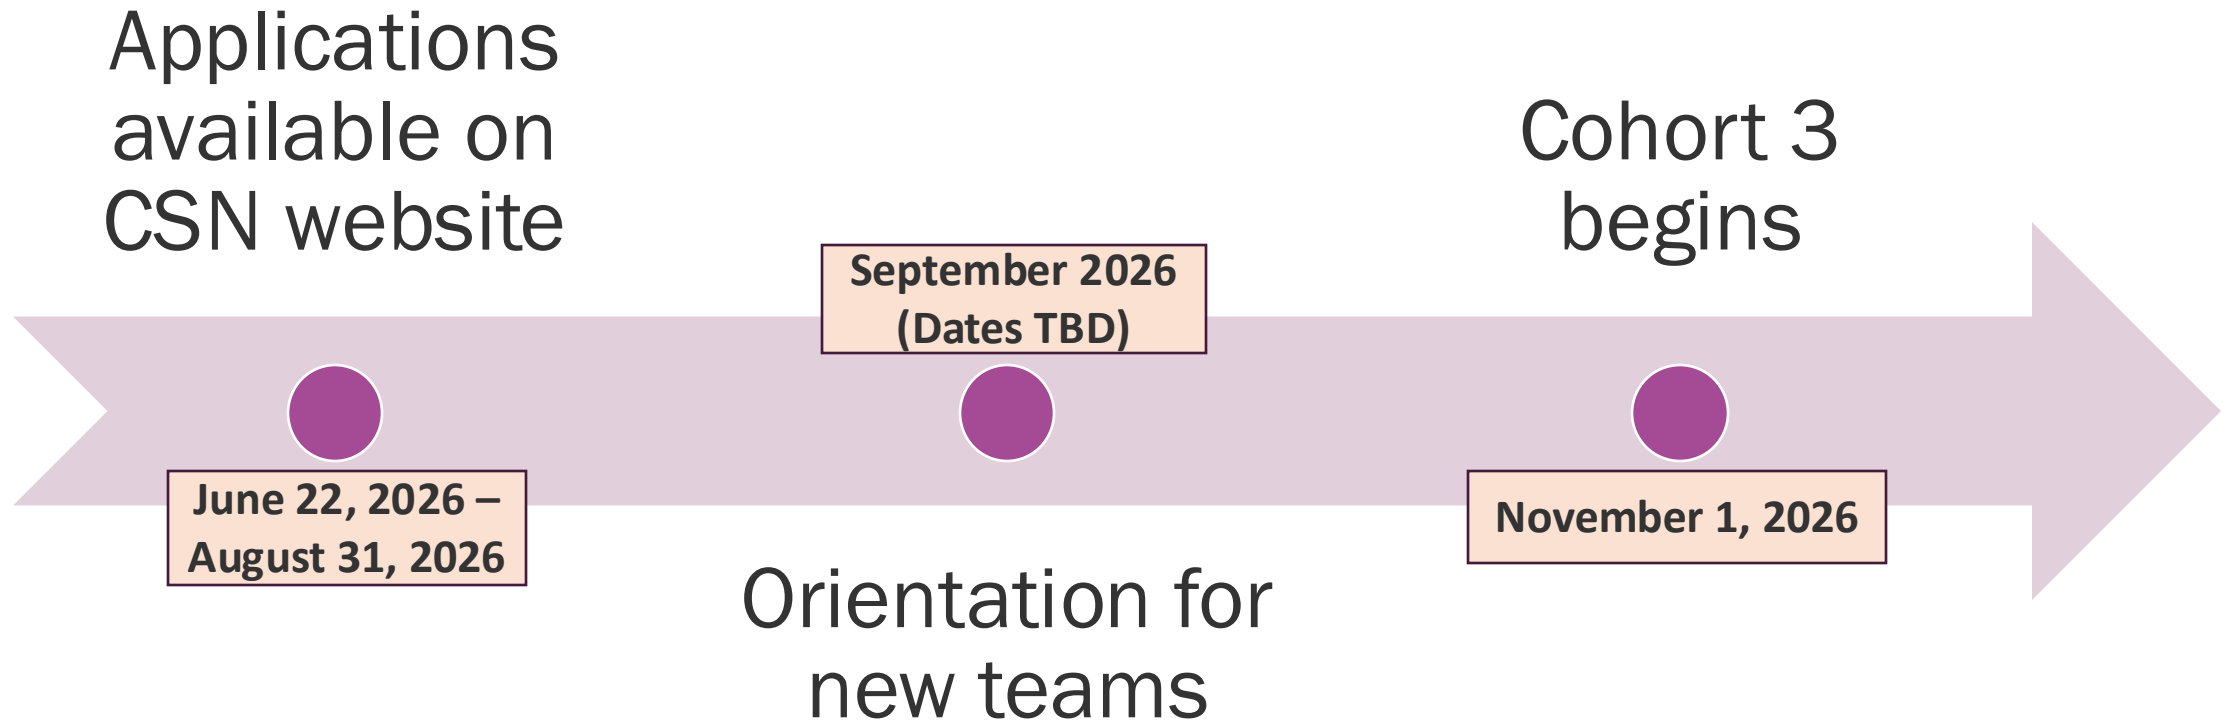 Applications
available on
CSN website
June 22, 2026 –
August 31, 2026
September 2026
(Dates TBD)
Orientation for
new teams
Cohort 3
begins
November 1, 2026